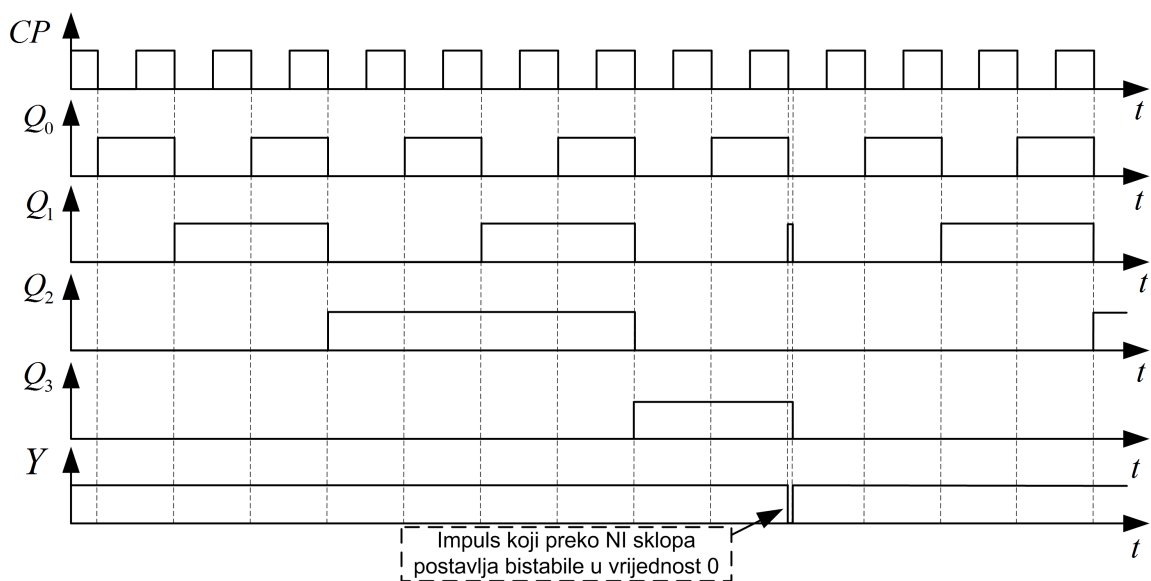 CP
t
Q0
t
Q1
t
Q2
t
Q3
t
Y
t
Impuls koji preko NI sklopa
postavlja bistabile u vrijednost 0